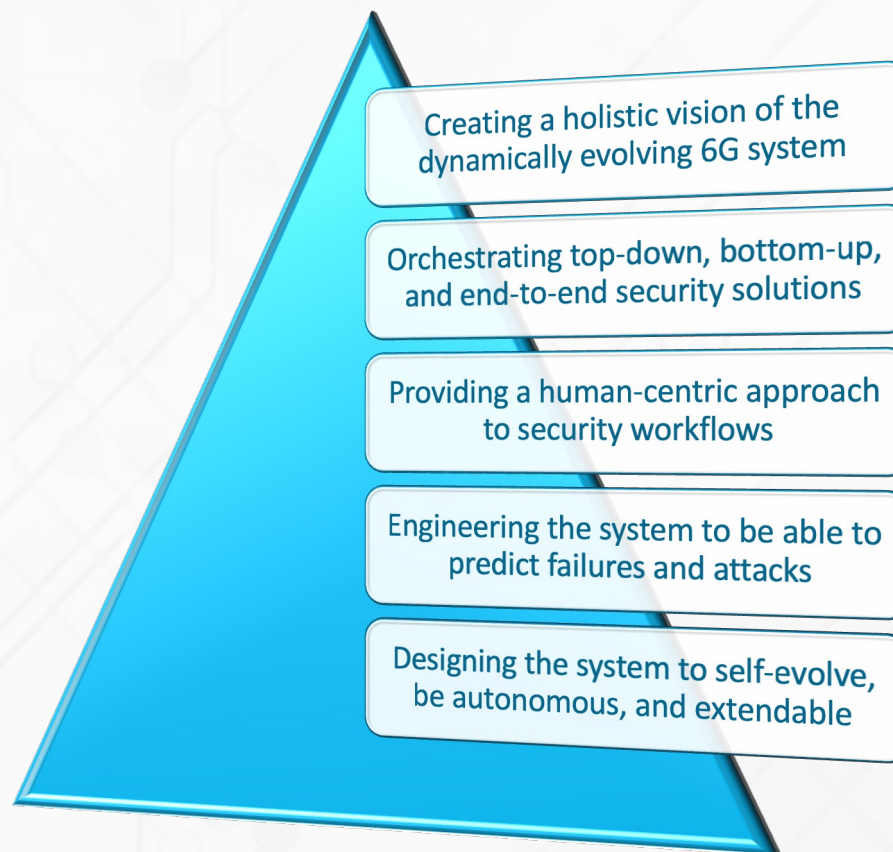 Creating a holistic vision of the
dynamically evolving 6G system
Orchestrating top-down, bottom-up,
and end-to-end security solutions
Providing a human-centric approach
to security workflows
Engineering the system to be able to
predict failures and attacks
Designing the system to self-evolve,
be autonomous, and extendable